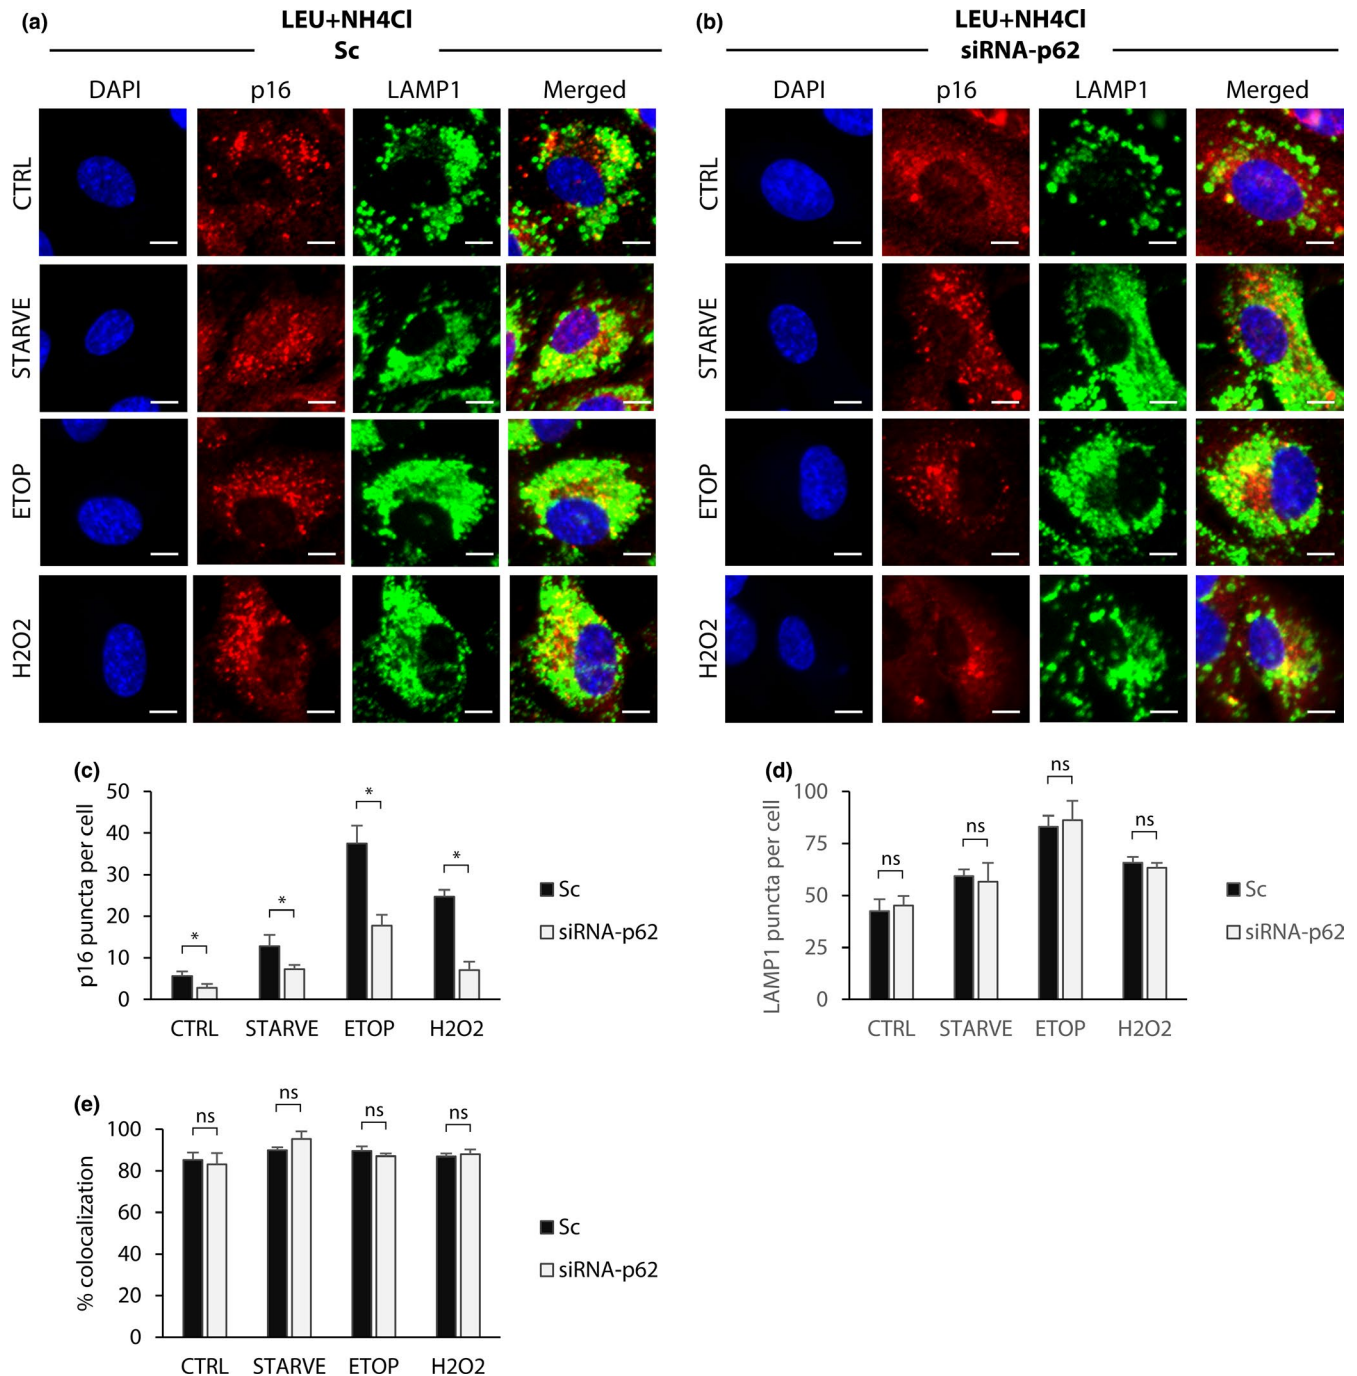 (a)
LEU+NH4Cl
Sc
DAPI p16 LAMP1 Merged
CTRL
STARVE
ETOP
H2O2
(b)
LEU+NH4Cl
siRNA-p62
DAPI p16 LAMP1 Merged
CTRL
STARVE
ETOP
H2O2
(c)
p16 puncta per cell
50
40
30
20
10
0
*
*
*
*
CTRL STARVE ETOP H2O2
Sc
siRNA-p62
(d)
LAMP1 puncta per cell
100
75
50
25
0
ns
ns
ns
ns
CTRL STARVE ETOP H2O2
Sc
siRNA-p62
(e)
% colocalization
100
80
60
40
20
0
ns
ns
ns
ns
CTRL STARVE ETOP H2O2
Sc
siRNA-p62